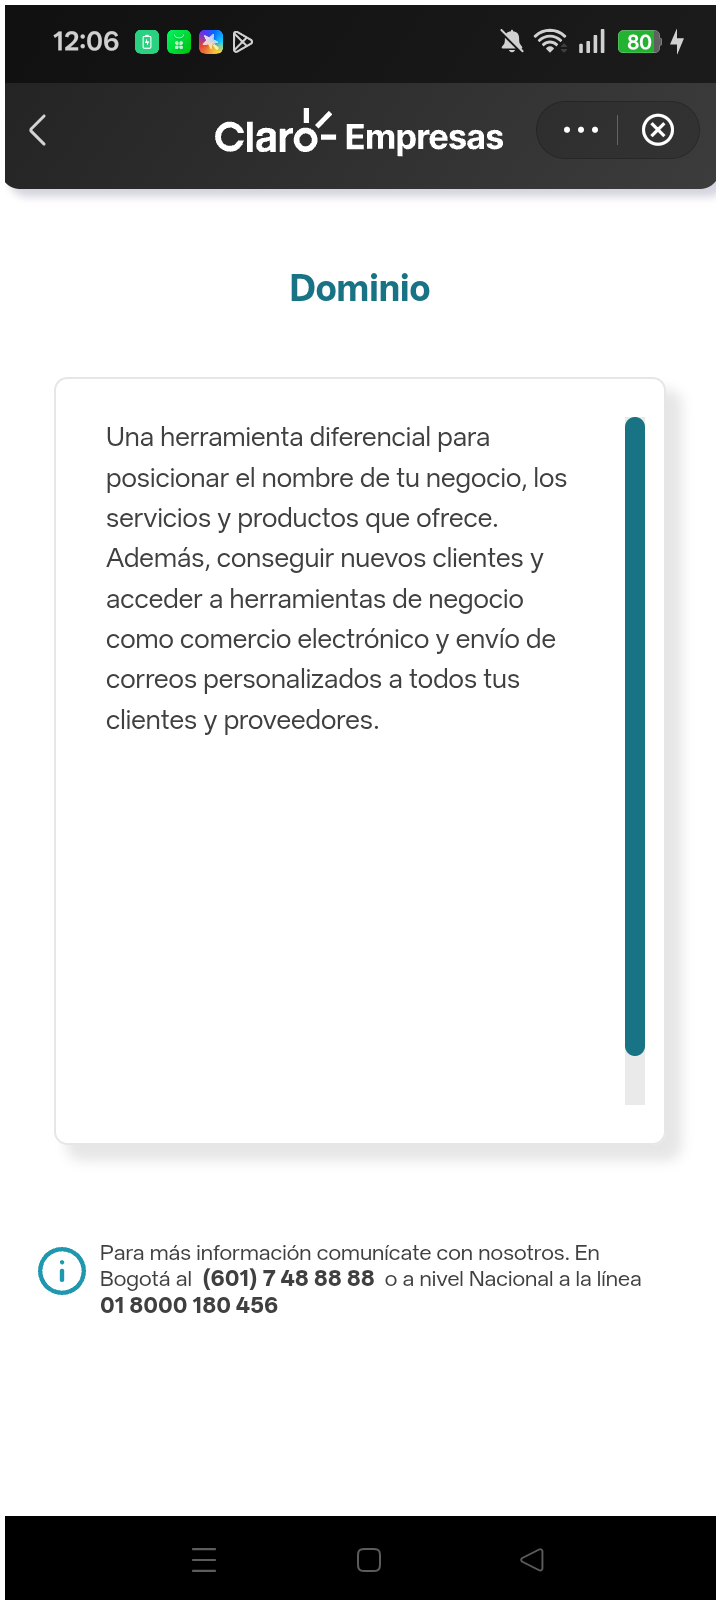 12:06
80
Claro- Empresas
Dominio
Una herramienta diferencial para
posicionar el nombre de tu negocio, los
servicios y productos que ofrece.
Además, conseguir nuevos clientes y
acceder a herramientas de negocio
como comercio electrónico y envío de
correos personalizados a todos tus
clientes y proveedores.
Para más información comunícate con nosotros. En
Bogotá al (601) 7 48 88 88 o a nivel Nacional a la línea
01 8000 180 456